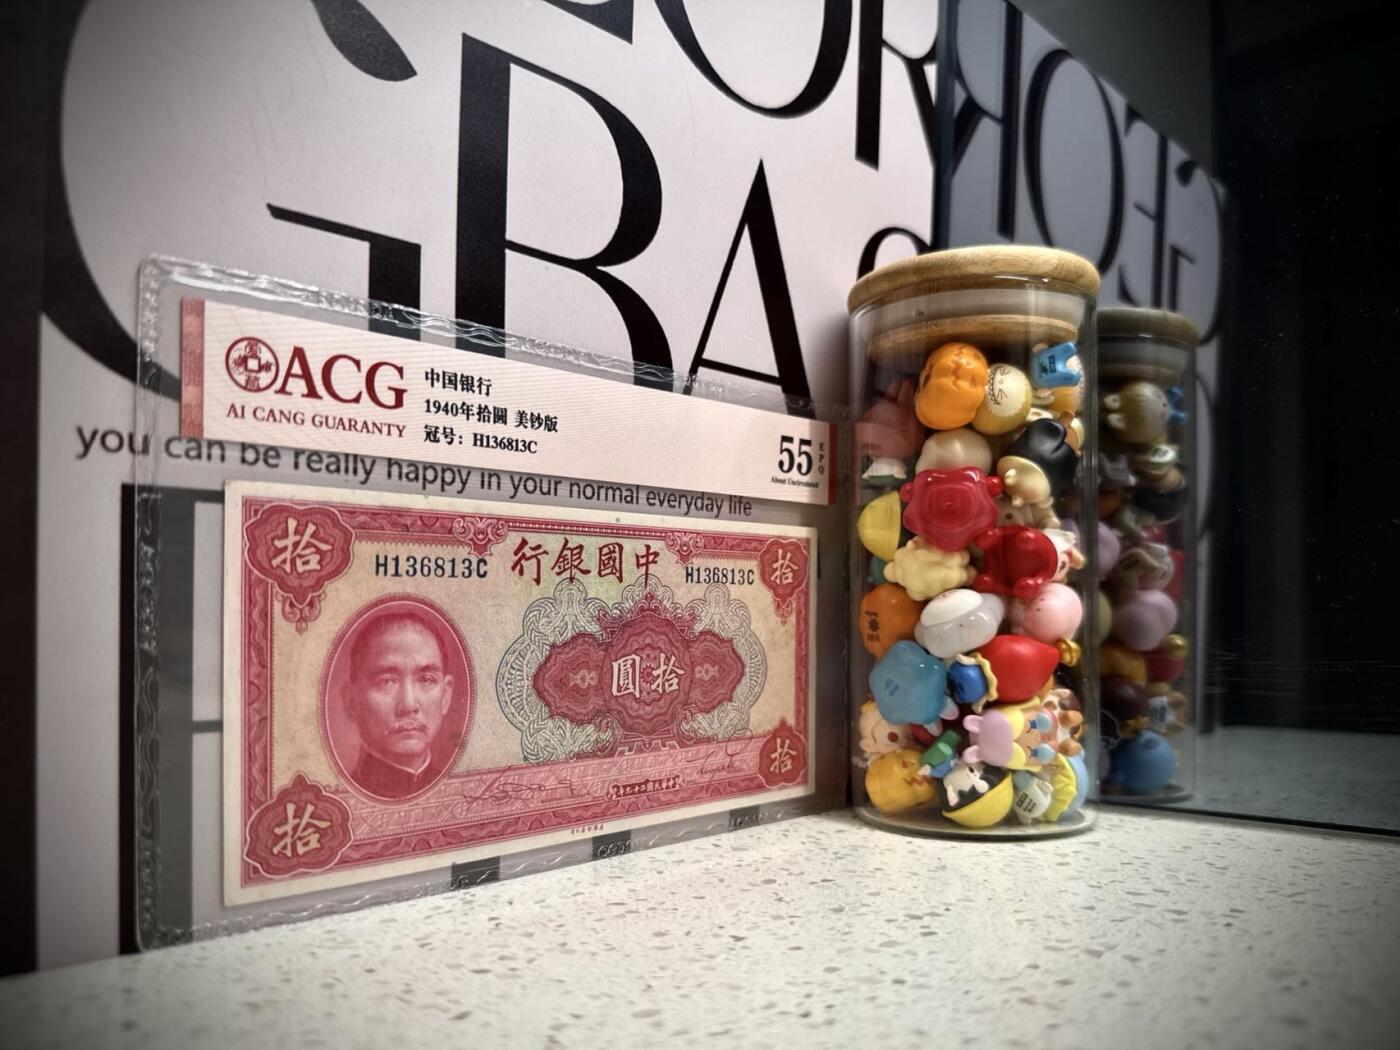 GRA
ACG
AI CANG GUARANTY
中国银行
1940年拾圆 美钞版
冠号：H136813C
55
EPQ
About Uncirculated
you can be really happy in your normal everyday life
拾
H136813C
行銀國中
H136813C
拾
圓拾
拾
拾